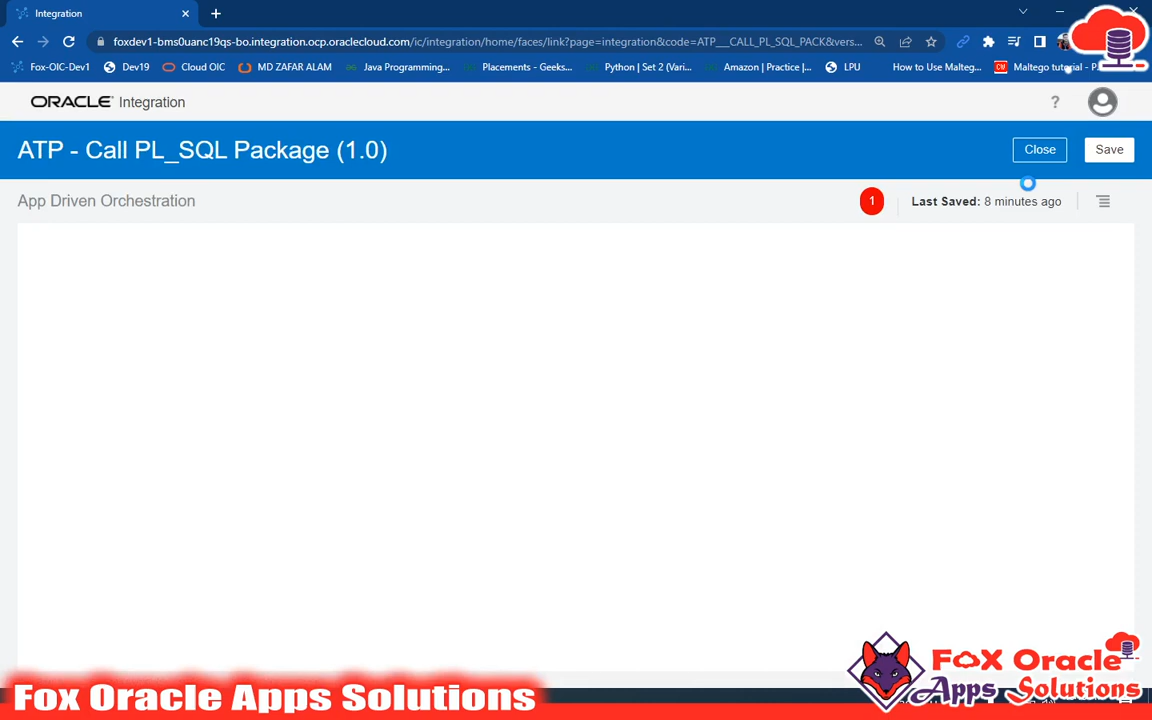 Integration
foxdev1-bms0uanc19qs-bo.integration.ocp.oraclecloud.com/ic/integration/home/faces/link?page=integration&code=ATP___CALL_PL_SQL_PACK&vers...
Fox-OIC-Dev1 Dev19 Cloud OIC MD ZAFAR ALAM Java Programming... Placements - Geeks... Python | Set 2 (Vari... Amazon | Practice |... LPU How to Use Malteg... Maltego tutorial - P
ORACLE Integration
ATP - Call PL_SQL Package (1.0)
Close
Save
App Driven Orchestration
1
Last Saved: 8 minutes ago
Fox Oracle Apps Solutions
FOX Oracle
Apps Solutions